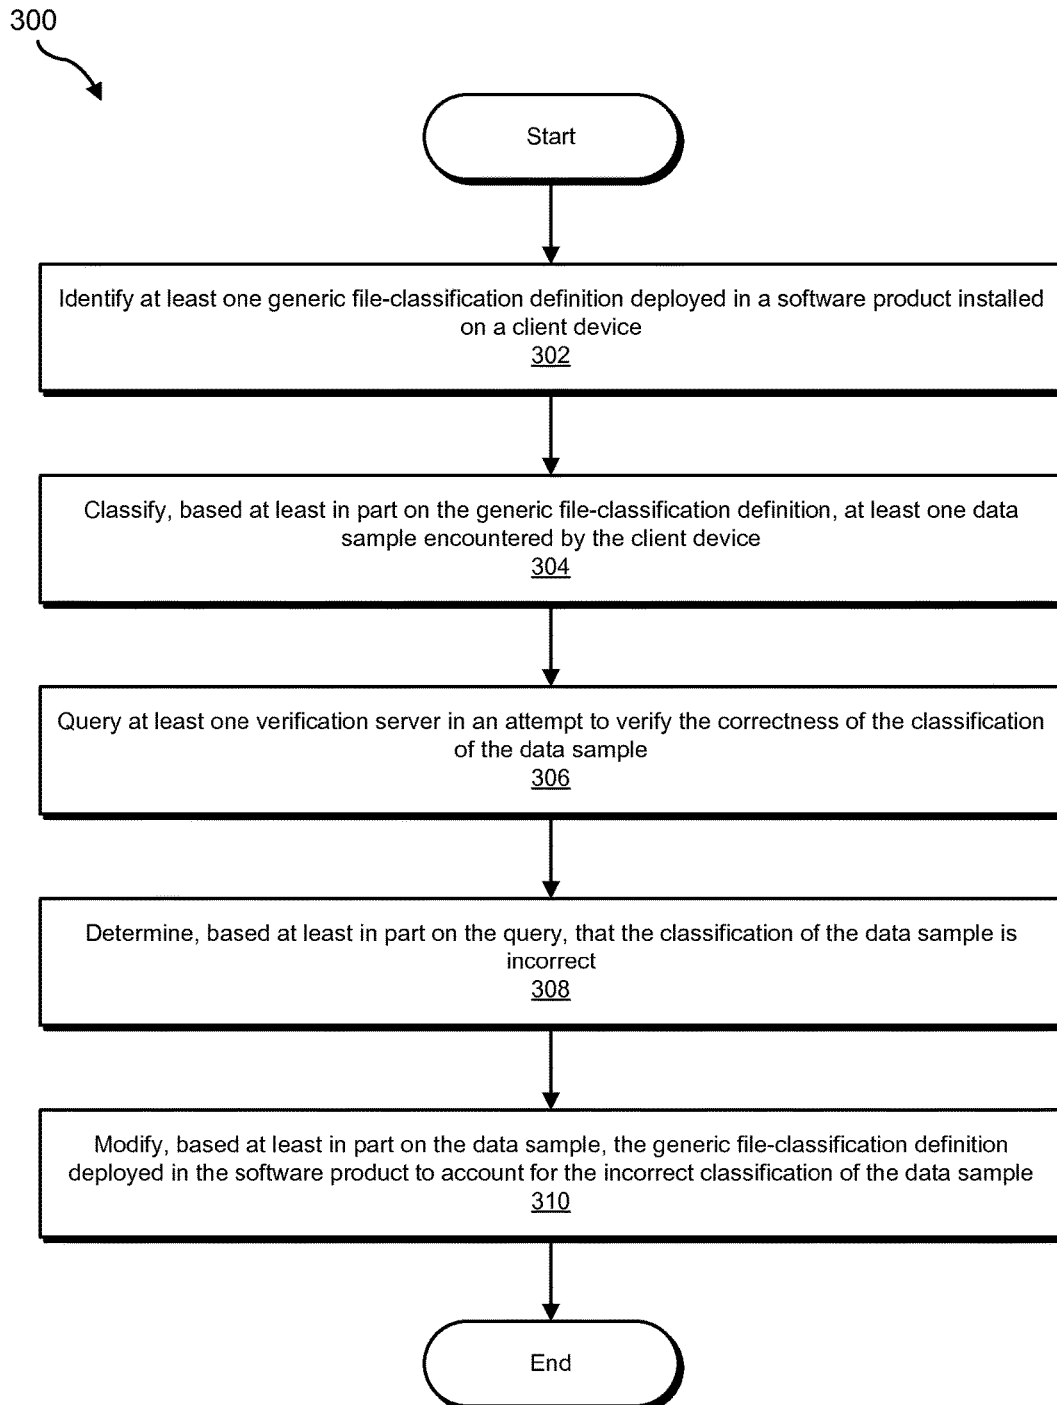 300
Start
Identify at least one generic file-classification definition deployed in a software product installed
on a client device
302
Classify, based at least in part on the generic file-classification definition, at least one data
sample encountered by the client device
304
Query at least one verification server in an attempt to verify the correctness of the classification
of the data sample
306
Determine, based at least in part on the query, that the classification of the data sample is
incorrect
308
Modify, based at least in part on the data sample, the generic file-classification definition
deployed in the software product to account for the incorrect classification of the data sample
310
End